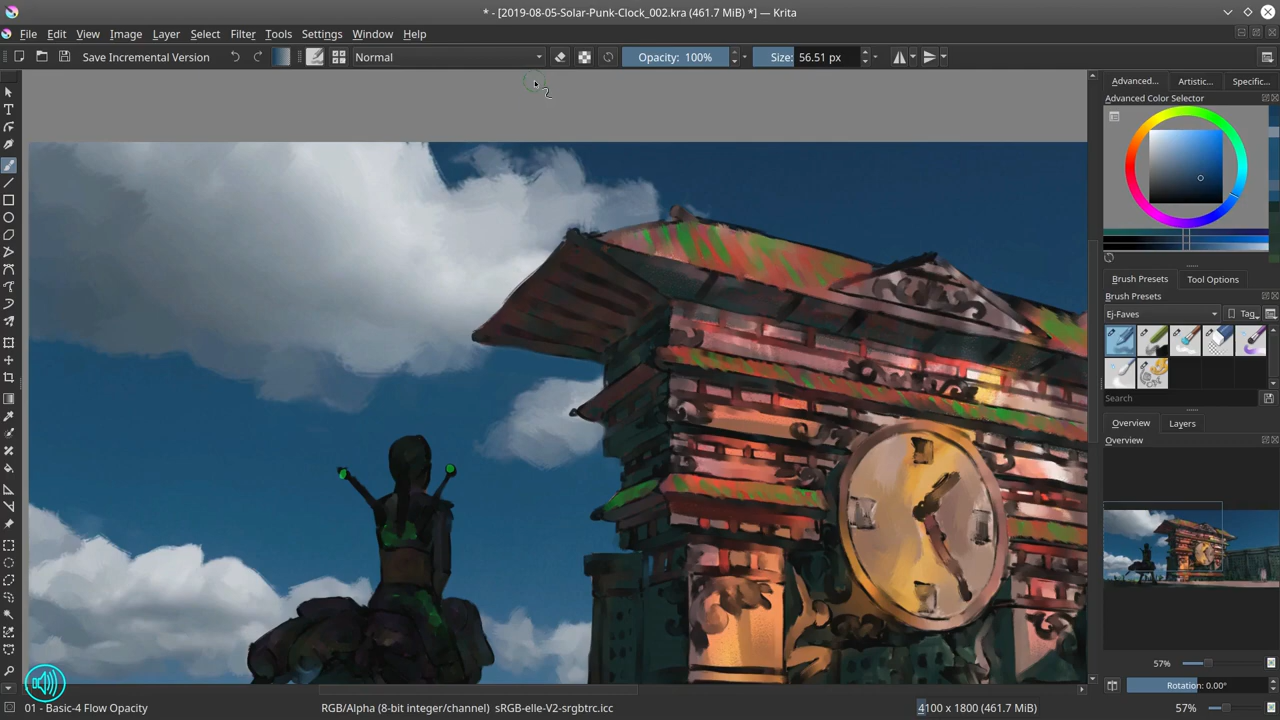 * - [2019-08-05-Solar-Punk-Clock_002.kra (461.7 MiB) *] — Krita
File Edit View Image Layer Select Filter Tools Settings Window Help
Save Incremental Version
Normal
Opacity: 100%
Size: 56.51 px
Advanced... Artistic... Specific...
Advanced Color Selector
Brush Presets Tool Options
Brush Presets
Ej-Faves
Tag
Search
Overview Layers
Overview
57%
Rotation: 0.00°
01 - Basic-4 Flow Opacity
RGB/Alpha (8-bit integer/channel) sRGB-elle-V2-srgbtrc.icc
4100 x 1800 (461.7 MiB)
57%